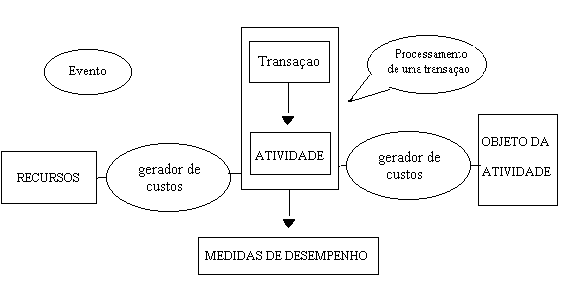 Evento
Transaçao
Processamento
de una transaçao
ATIVIDADE
RECURSOS
gerador de
custos
gerador de
custos
OBJETO DA
ATIVIDADE
MEDIDAS DE DESEMPENHO